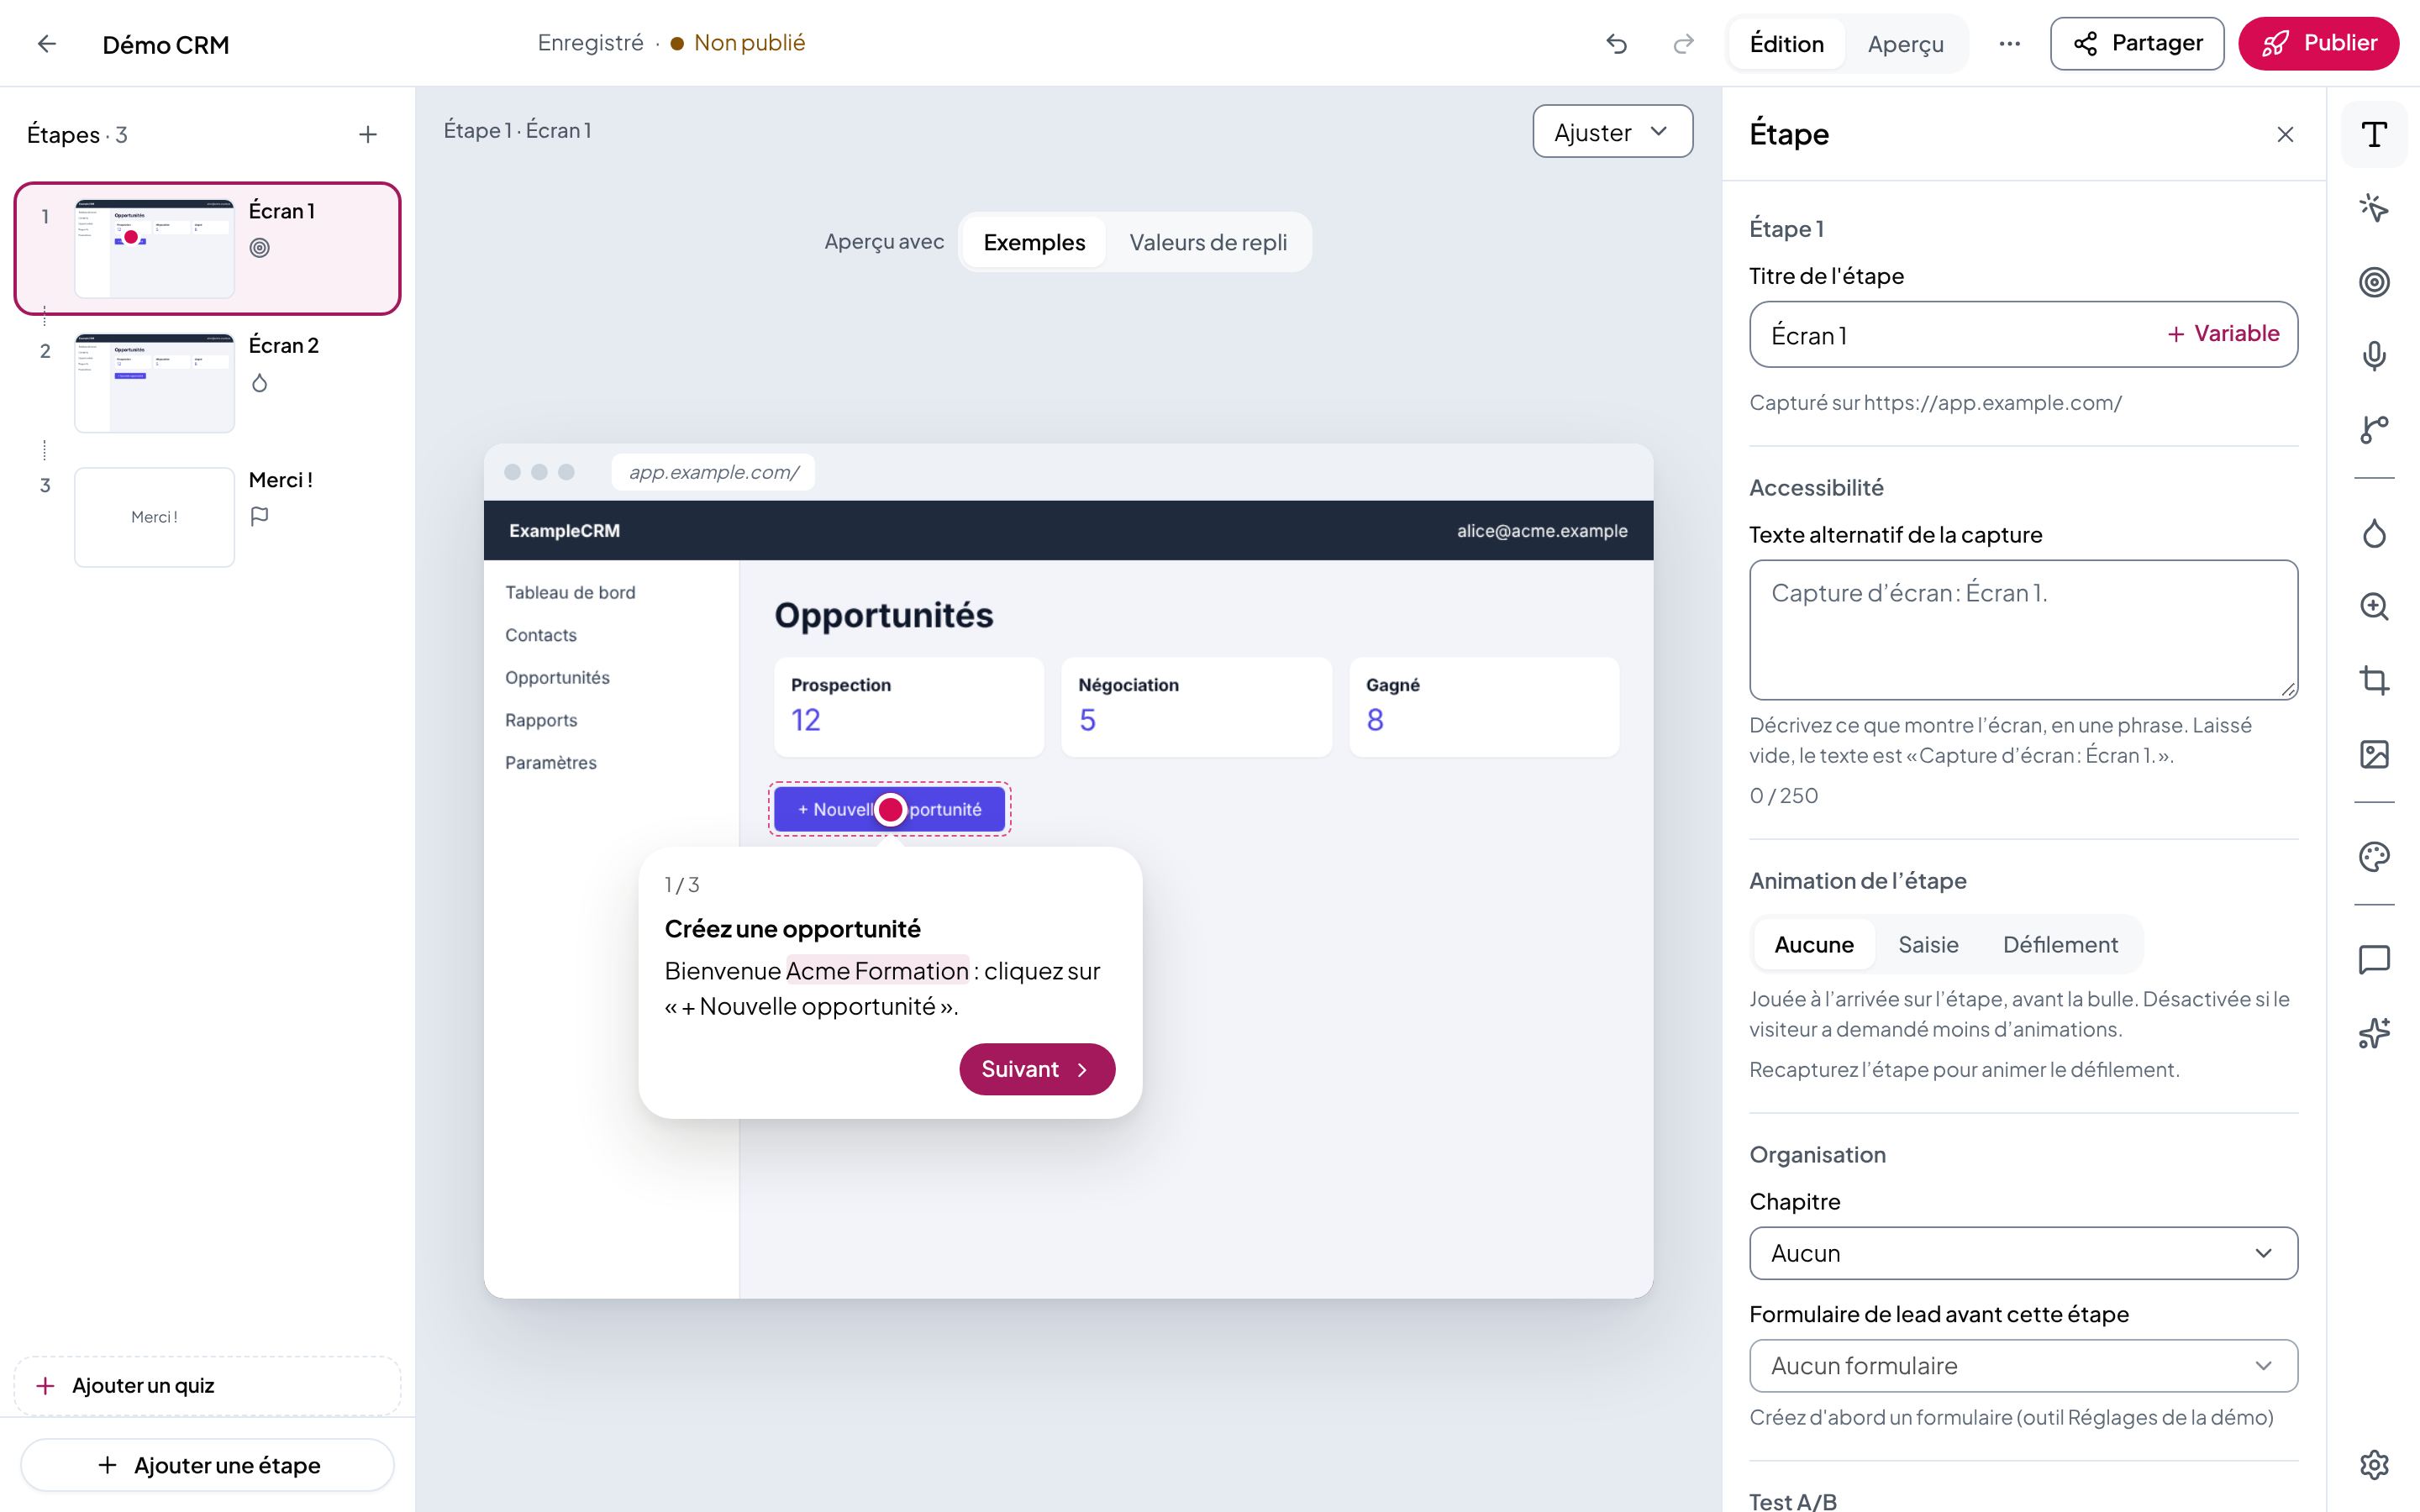 Démo CRM
Enregistré · Non publié
Édition
Aperçu
Partager
Publier
Étapes · 3
1
Écran 1
2
Écran 2
3
Merci !
Merci !
Ajouter un quiz
Ajouter une étape
Étape 1 · Écran 1
Ajuster
Aperçu avec
Exemples
Valeurs de repli
app.example.com/
ExampleCRM
alice@acme.example
Tableau de bord
Contacts
Opportunités
Rapports
Paramètres
Opportunités
Prospection
12
Négociation
5
Gagné
8
+ Nouvell portunité
1 / 3
Créez une opportunité
Bienvenue Acme Formation : cliquez sur
« + Nouvelle opportunité ».
Suivant
Étape
Étape 1
Titre de l'étape
Écran 1
+ Variable
Capturé sur https://app.example.com/
Accessibilité
Texte alternatif de la capture
Capture d’écran : Écran 1.
Décrivez ce que montre l’écran, en une phrase. Laissé
vide, le texte est « Capture d’écran : Écran 1. ».
0 / 250
Animation de l’étape
Aucune
Saisie
Défilement
Jouée à l’arrivée sur l’étape, avant la bulle. Désactivée si le
visiteur a demandé moins d’animations.
Recapturez l’étape pour animer le défilement.
Organisation
Chapitre
Aucun
Formulaire de lead avant cette étape
Aucun formulaire
Créez d'abord un formulaire (outil Réglages de la démo)
Test A/B